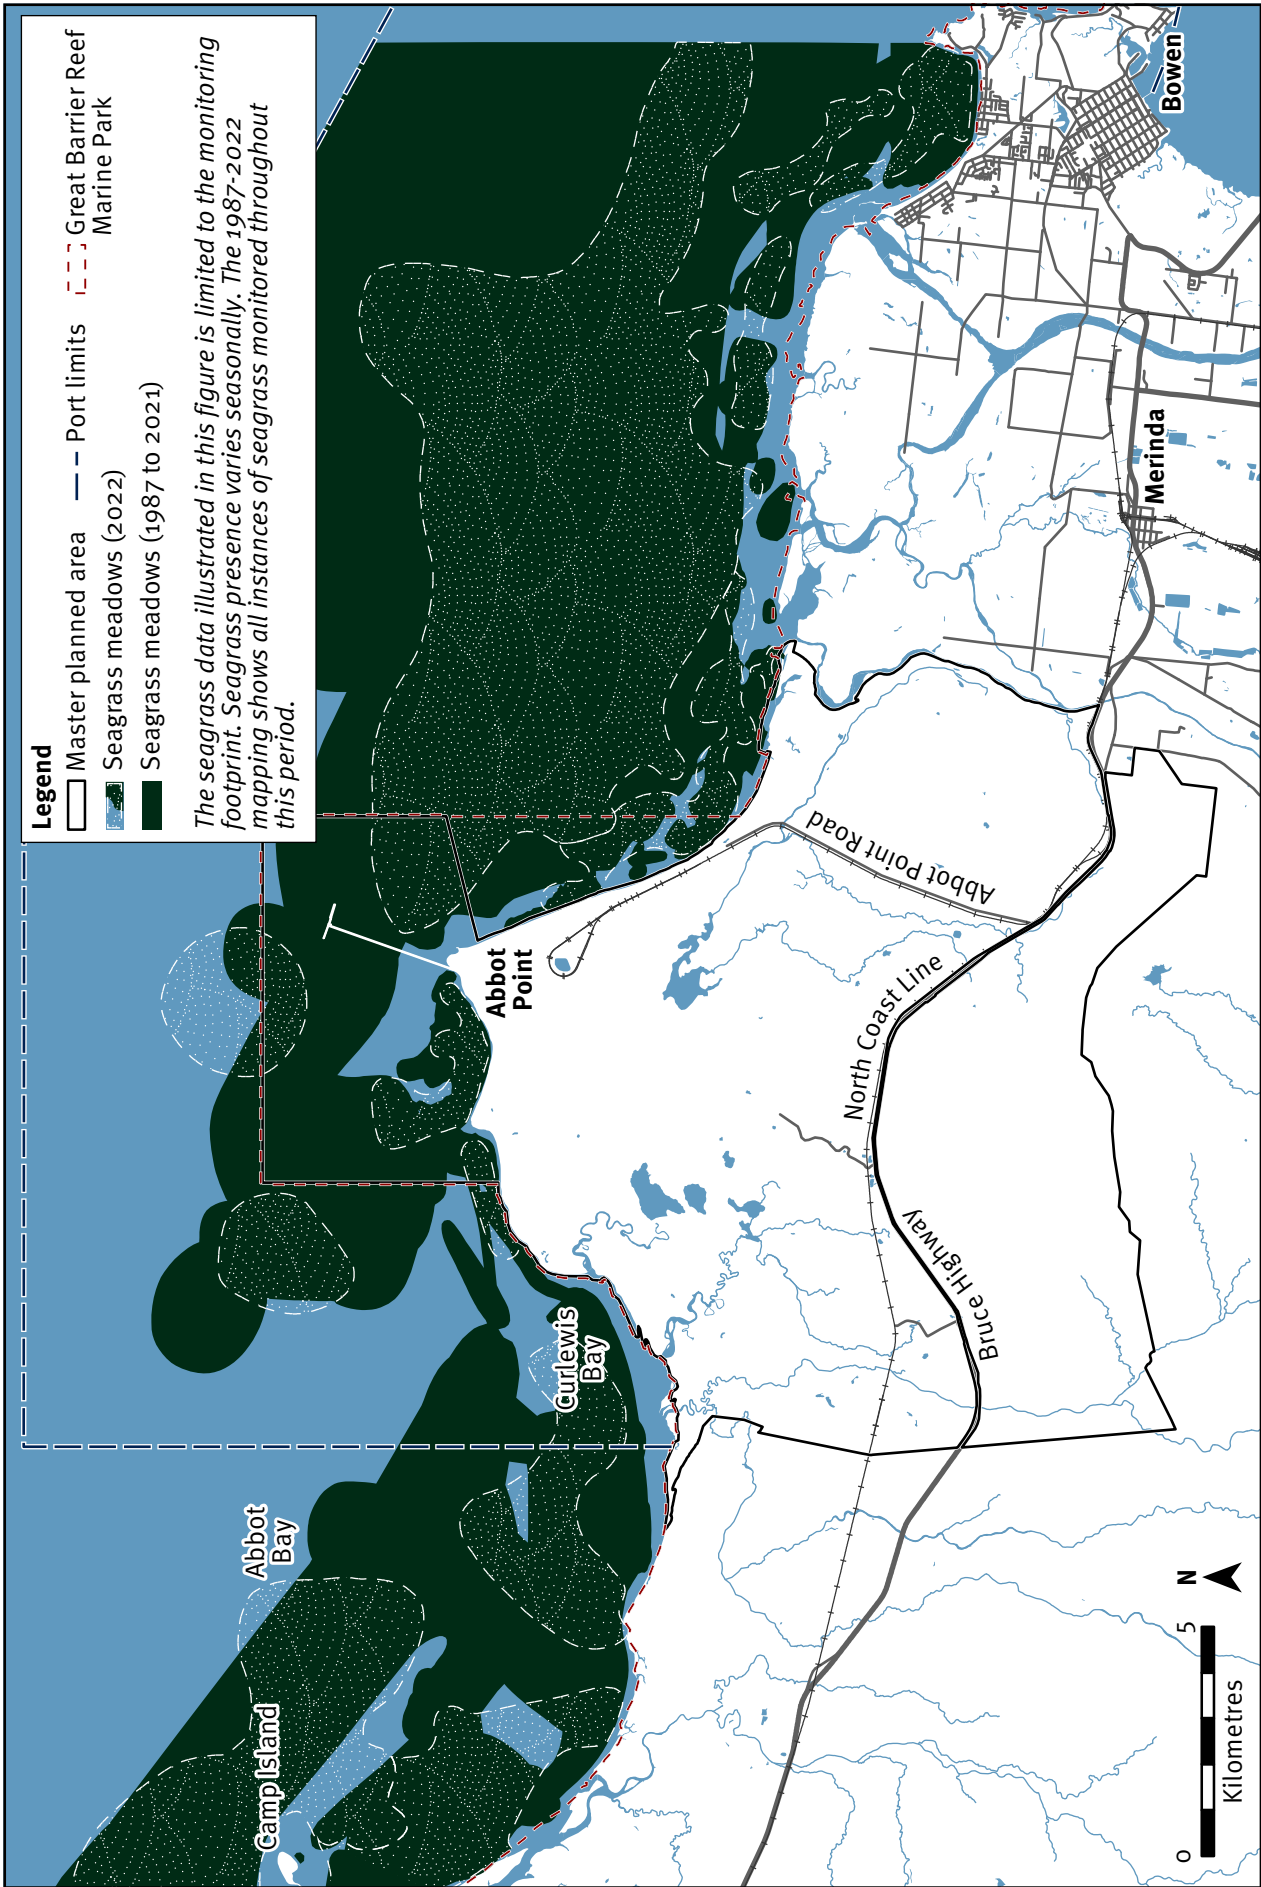 Legend
Master planned area
Port limits
Great Barrier Reef
Marine Park
Seagrass meadows (2022)
Seagrass meadows (1987 to 2021)
The seagrass data illustrated in this figure is limited to the monitoring
footprint. Seagrass presence varies seasonally. The 1987-2022
mapping shows all instances of seagrass monitored throughout
this period.
Camp Island
Abbot
Bay
Curlewis
Bay
Abbot
Point
Abbot Point Road
North Coast Line
Bruce Highway
Merinda
Bowen
N
0
5
Kilometres